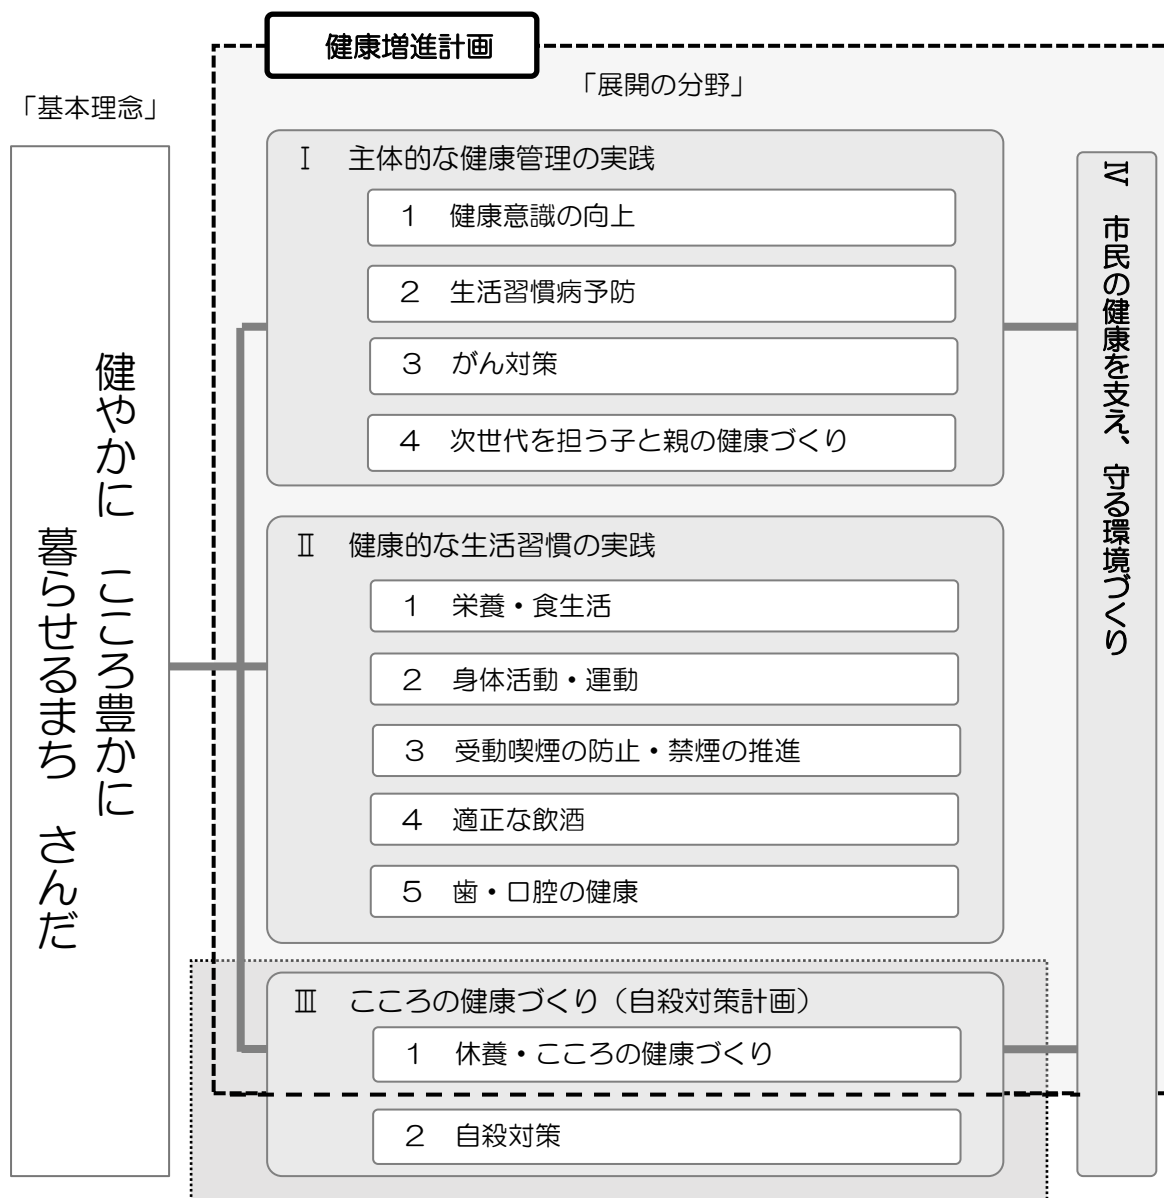 健康増進計画
「展開の分野」
「基本理念」
健やかに　こころ豊かに
暮らせるまち　さんだ
Ⅰ　主体的な健康管理の実践
１　健康意識の向上
２　生活習慣病予防
３　がん対策
４　次世代を担う子と親の健康づくり
Ⅱ　健康的な生活習慣の実践
１　栄養・食生活
２　身体活動・運動
３　受動喫煙の防止・禁煙の推進
４　適正な飲酒
５　歯・口腔の健康
Ⅲ　こころの健康づくり（自殺対策計画）
１　休養・こころの健康づくり
２　自殺対策
Ⅳ　市民の健康を支え、守る環境づくり